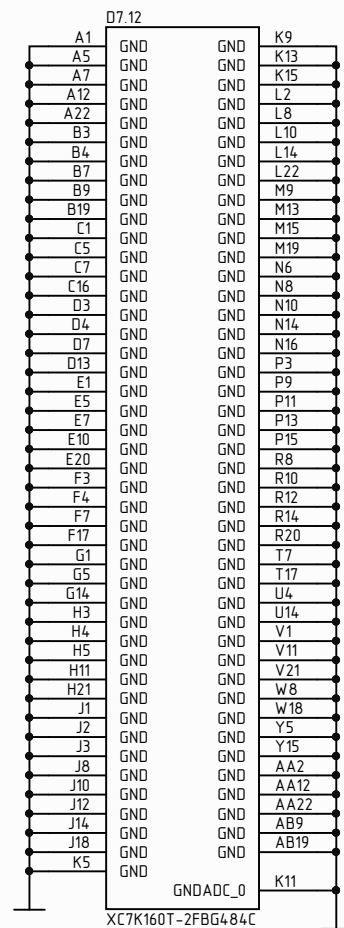 D7.12
A1 GND GND K9
A5 GND GND K13
A7 GND GND K15
A12 GND GND L2
A22 GND GND L8
B3 GND GND L10
B4 GND GND L14
B7 GND GND L22
B9 GND GND M9
B19 GND GND M13
C1 GND GND M15
C5 GND GND M19
C7 GND GND N6
C16 GND GND N8
D3 GND GND N10
D4 GND GND N14
D7 GND GND N16
D13 GND GND P3
E1 GND GND P9
E5 GND GND P11
E7 GND GND P13
E10 GND GND P15
E20 GND GND R8
F3 GND GND R10
F4 GND GND R12
F7 GND GND R14
F17 GND GND R20
G1 GND GND T7
G5 GND GND T17
G14 GND GND U4
H3 GND GND U14
H4 GND GND V1
H5 GND GND V11
H11 GND GND V21
H21 GND GND W8
J1 GND GND W18
J2 GND GND Y5
J3 GND GND Y15
J8 GND GND AA2
J10 GND GND AA12
J12 GND GND AA22
J14 GND GND AB9
J18 GND GND AB19
K5 GND
GNDADC_0 K11
XC7K160T-2FBG484C